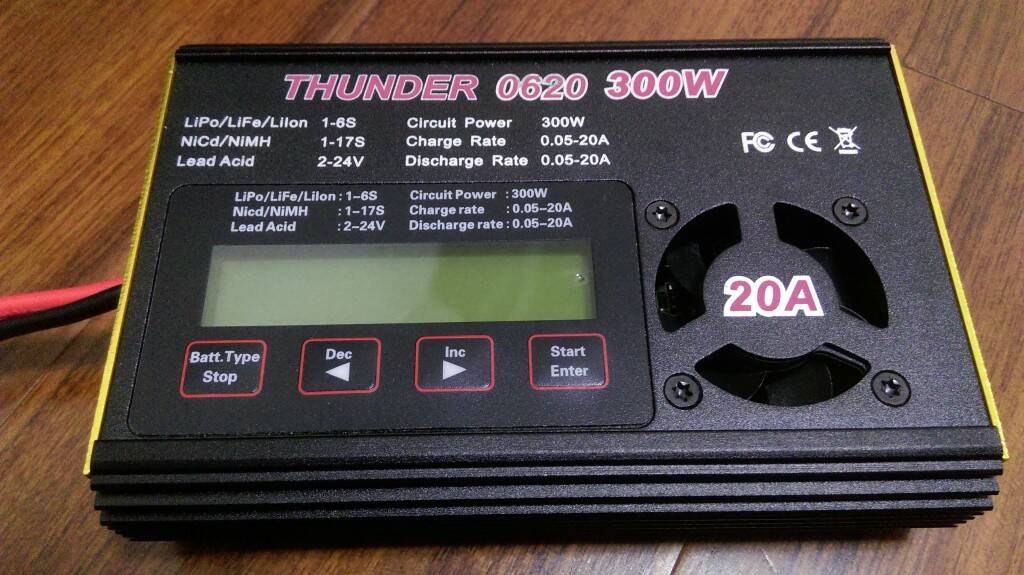 THUNDER 0620 300W
LiPo/LiFe/LiIon 1-6S Circuit Power 300W
NiCd/NiMH 1-17S Charge Rate 0.05-20A
Lead Acid 2-24V Discharge Rate 0.05-20A
FC CE
LiPo/LiFe/LiIon : 1-6S Circuit Power : 300W
Nicd/NiMH : 1-17S Charge rate : 0.05-20A
Lead Acid : 2-24V Discharge rate : 0.05-20A
20A
Batt.Type
Stop
Dec
◀
Inc
▶
Start
Enter